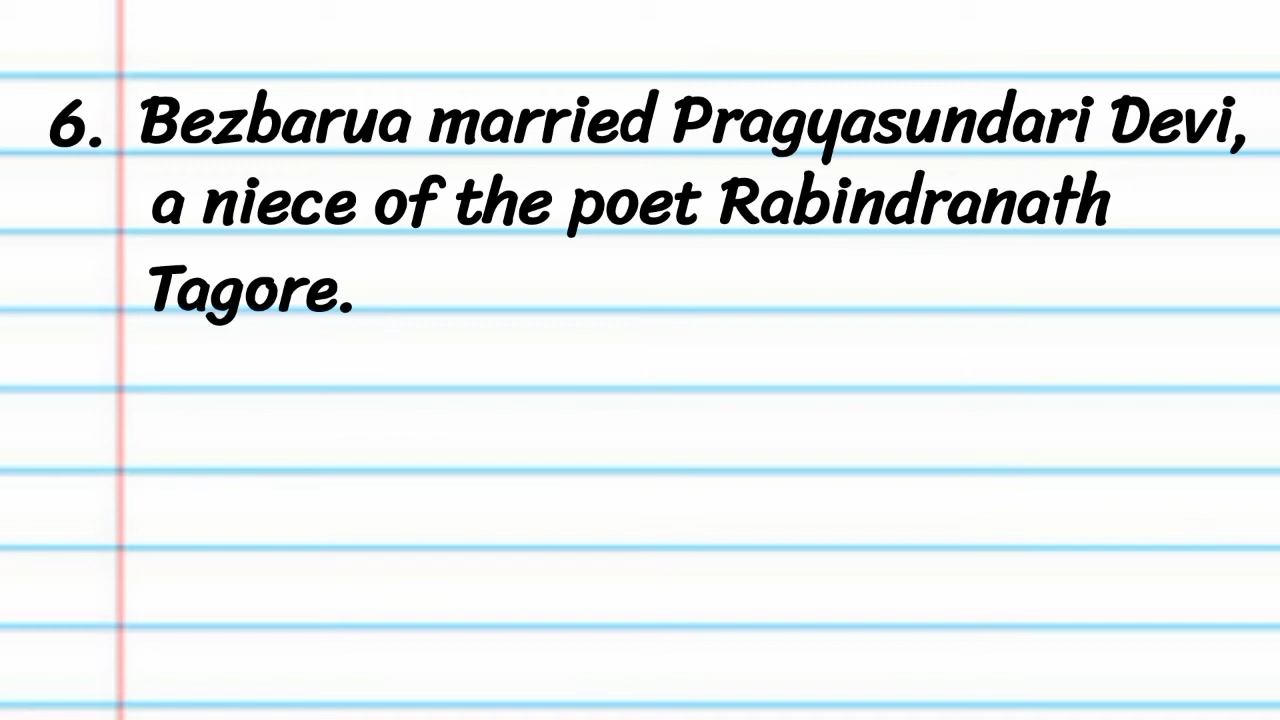 6. Bezbarua married Pragyasundari Devi,
a niece of the poet Rabindranath
Tagore.